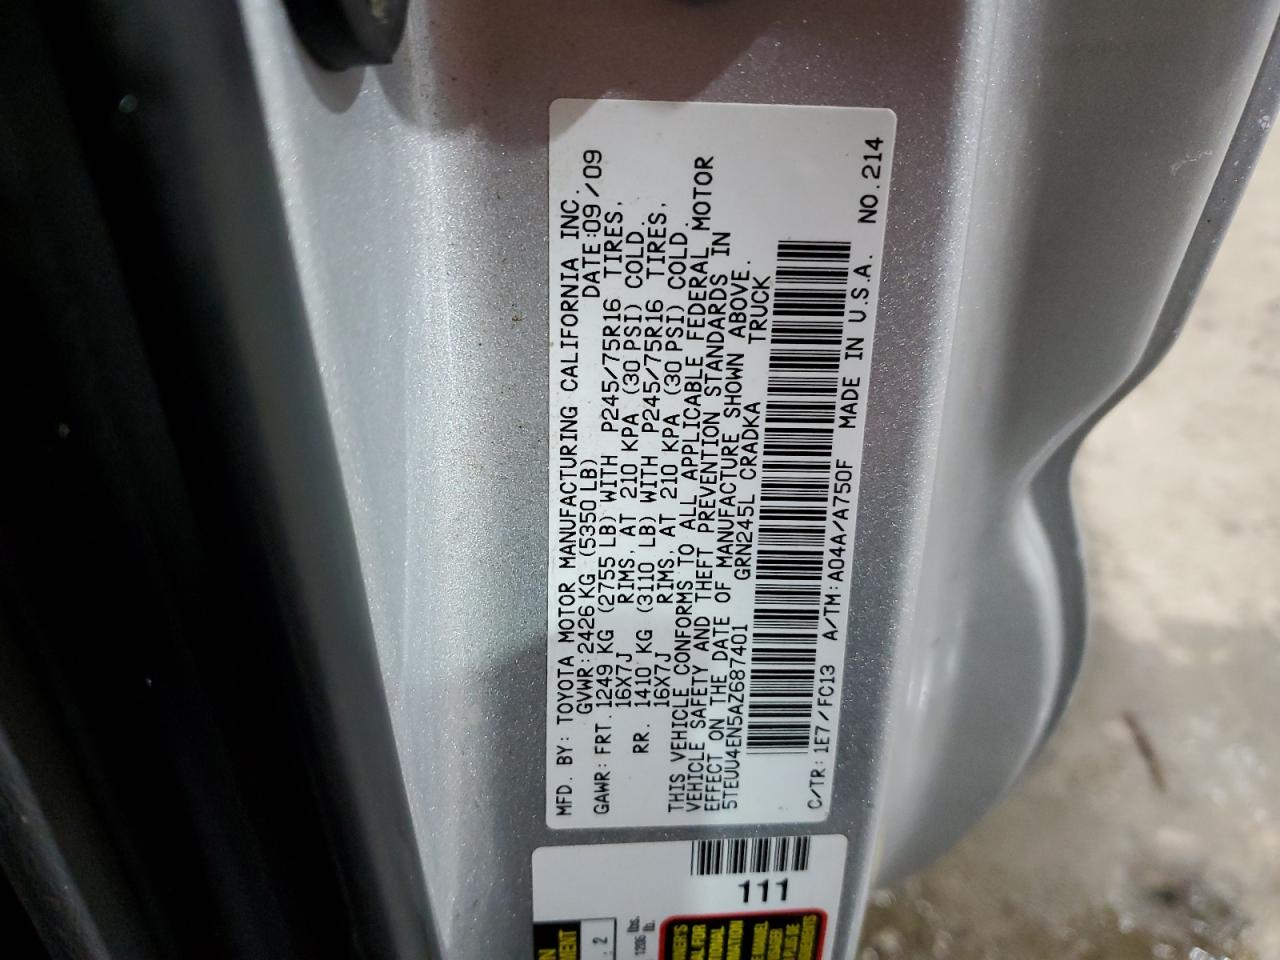 MFD. BY: TOYOTA MOTOR MANUFACTURING CALIFORNIA INC.
GVWR: 2426 KG (5350 LB) DATE: 09/09
GAWR: FRT. 1249 KG (2755 LB) WITH P245/75R16 TIRES,
16X7J RIMS, AT 210 KPA (30 PSI) COLD.
RR. 1410 KG (3110 LB) WITH P245/75R16 TIRES,
16X7J RIMS, AT 210 KPA (30 PSI) COLD.
THIS VEHICLE CONFORMS TO ALL APPLICABLE FEDERAL MOTOR
VEHICLE SAFETY AND THEFT PREVENTION STANDARDS IN
EFFECT ON THE DATE OF MANUFACTURE SHOWN ABOVE.
5TEUU4EN5AZ687401 GRN245L CRADKA TRUCK
C/TR: 1E7/FC13 A/TM: A04A/A750F MADE IN U.S.A. NO. 214
111
2
lbs.
lb.